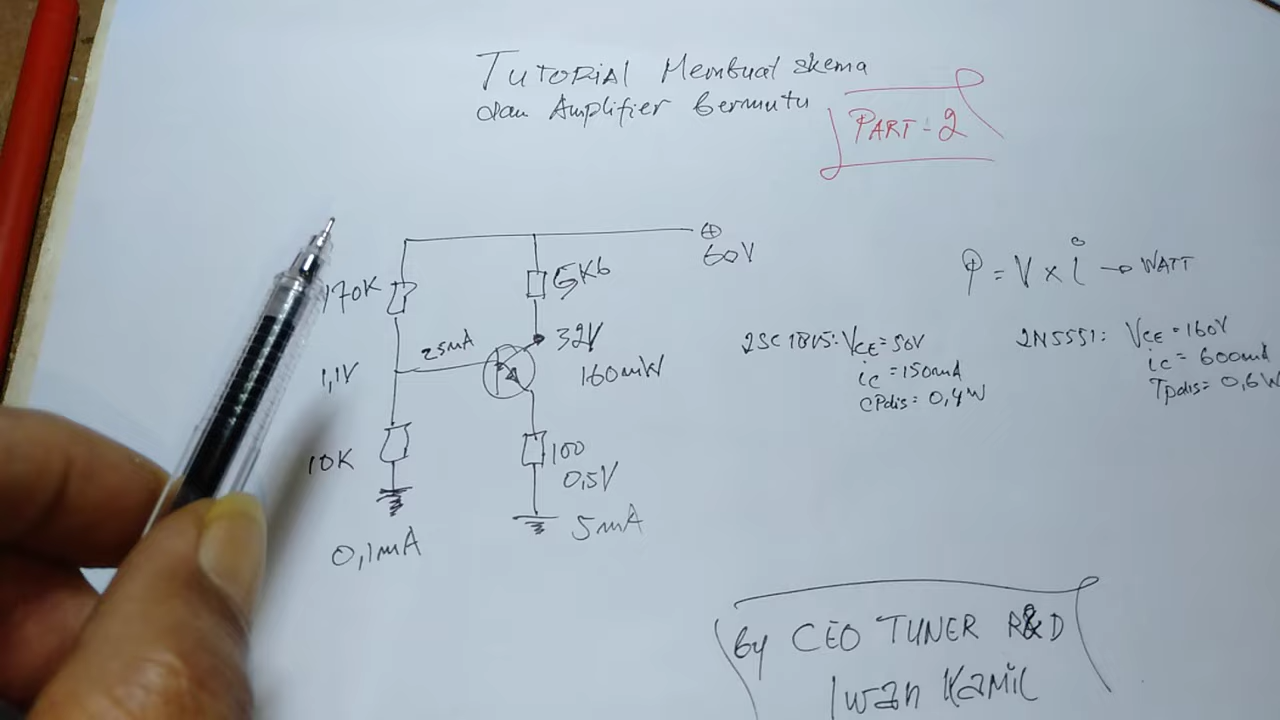 TUTORIAL Membuat skema
dan Amplifier bermutu
PART-2
60V
170K
5K6
P = V x i → WATT
25mA
32V
160mW
2SC1815: VCE = 50V
ic = 150mA
CPdis = 0,4W
2N5551: VCE = 160V
ic = 600mA
Tpdis = 0,6W
1,1V
10K
100
0,5V
5mA
0,1mA
By CEO TUNER R&D
Iwan Kamil